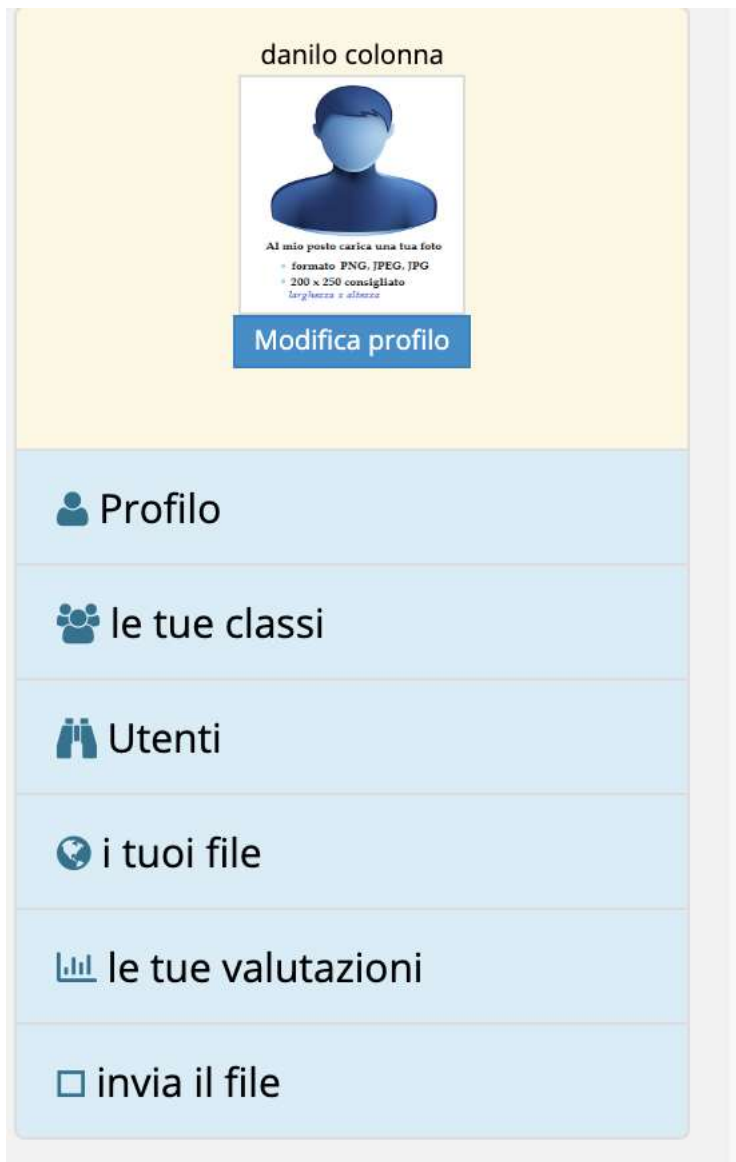 danilo colonna
Al mio posto carica una tua foto
formato PNG, JPEG, JPG
200 x 250 consigliato
larghezza x altezza
Modifica profilo
Profilo
le tue classi
Utenti
i tuoi file
le tue valutazioni
invia il file